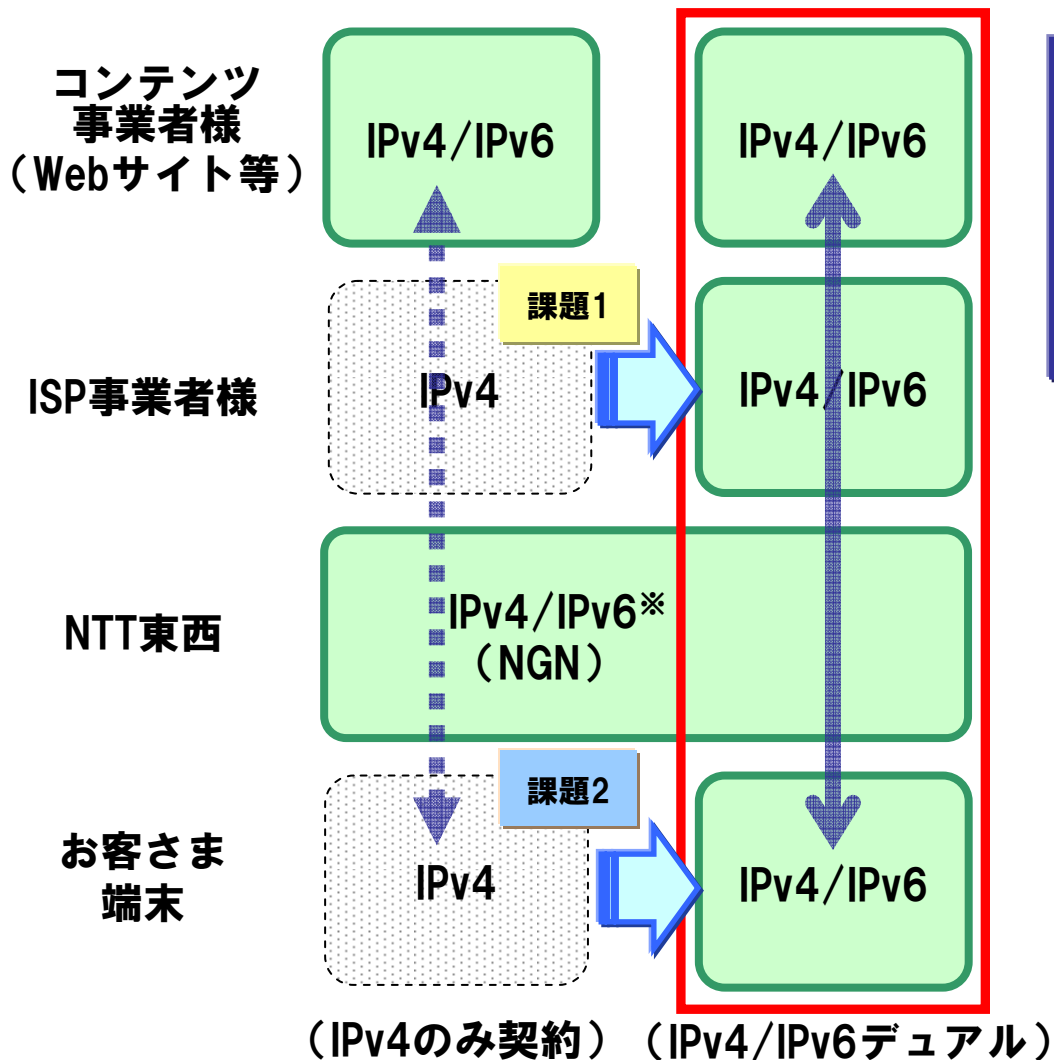 コンテンツ
事業者様
（Webサイト等）
IPv4/IPv6
IPv4/IPv6
課題1
ISP事業者様
IPv4
IPv4/IPv6
NTT東西
IPv4/IPv6※
（NGN）
課題2
お客さま
端末
IPv4
IPv4/IPv6
（IPv4のみ契約）
（IPv4/IPv6デュアル）